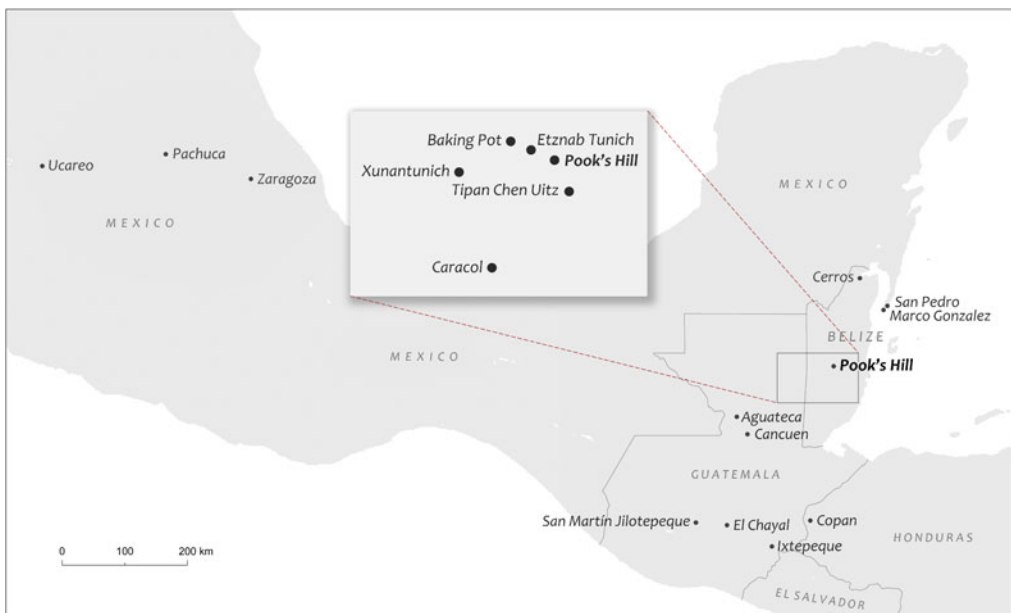 Baking Pot
Etznab Tunich
Pook's Hill
Xunantunich
Tipan Chen Uitz
Caracol
Ucareo
Pachuca
Zaragoza
MEXICO
MEXICO
MEXICO
Cerros
San Pedro
Marco Gonzalez
BELIZE
Pook's Hill
Aguateca
Cancuen
GUATEMALA
San Martín Jilotepeque
El Chayal
Copan
Ixtepeque
HONDURAS
EL SALVADOR
0 100 200 km